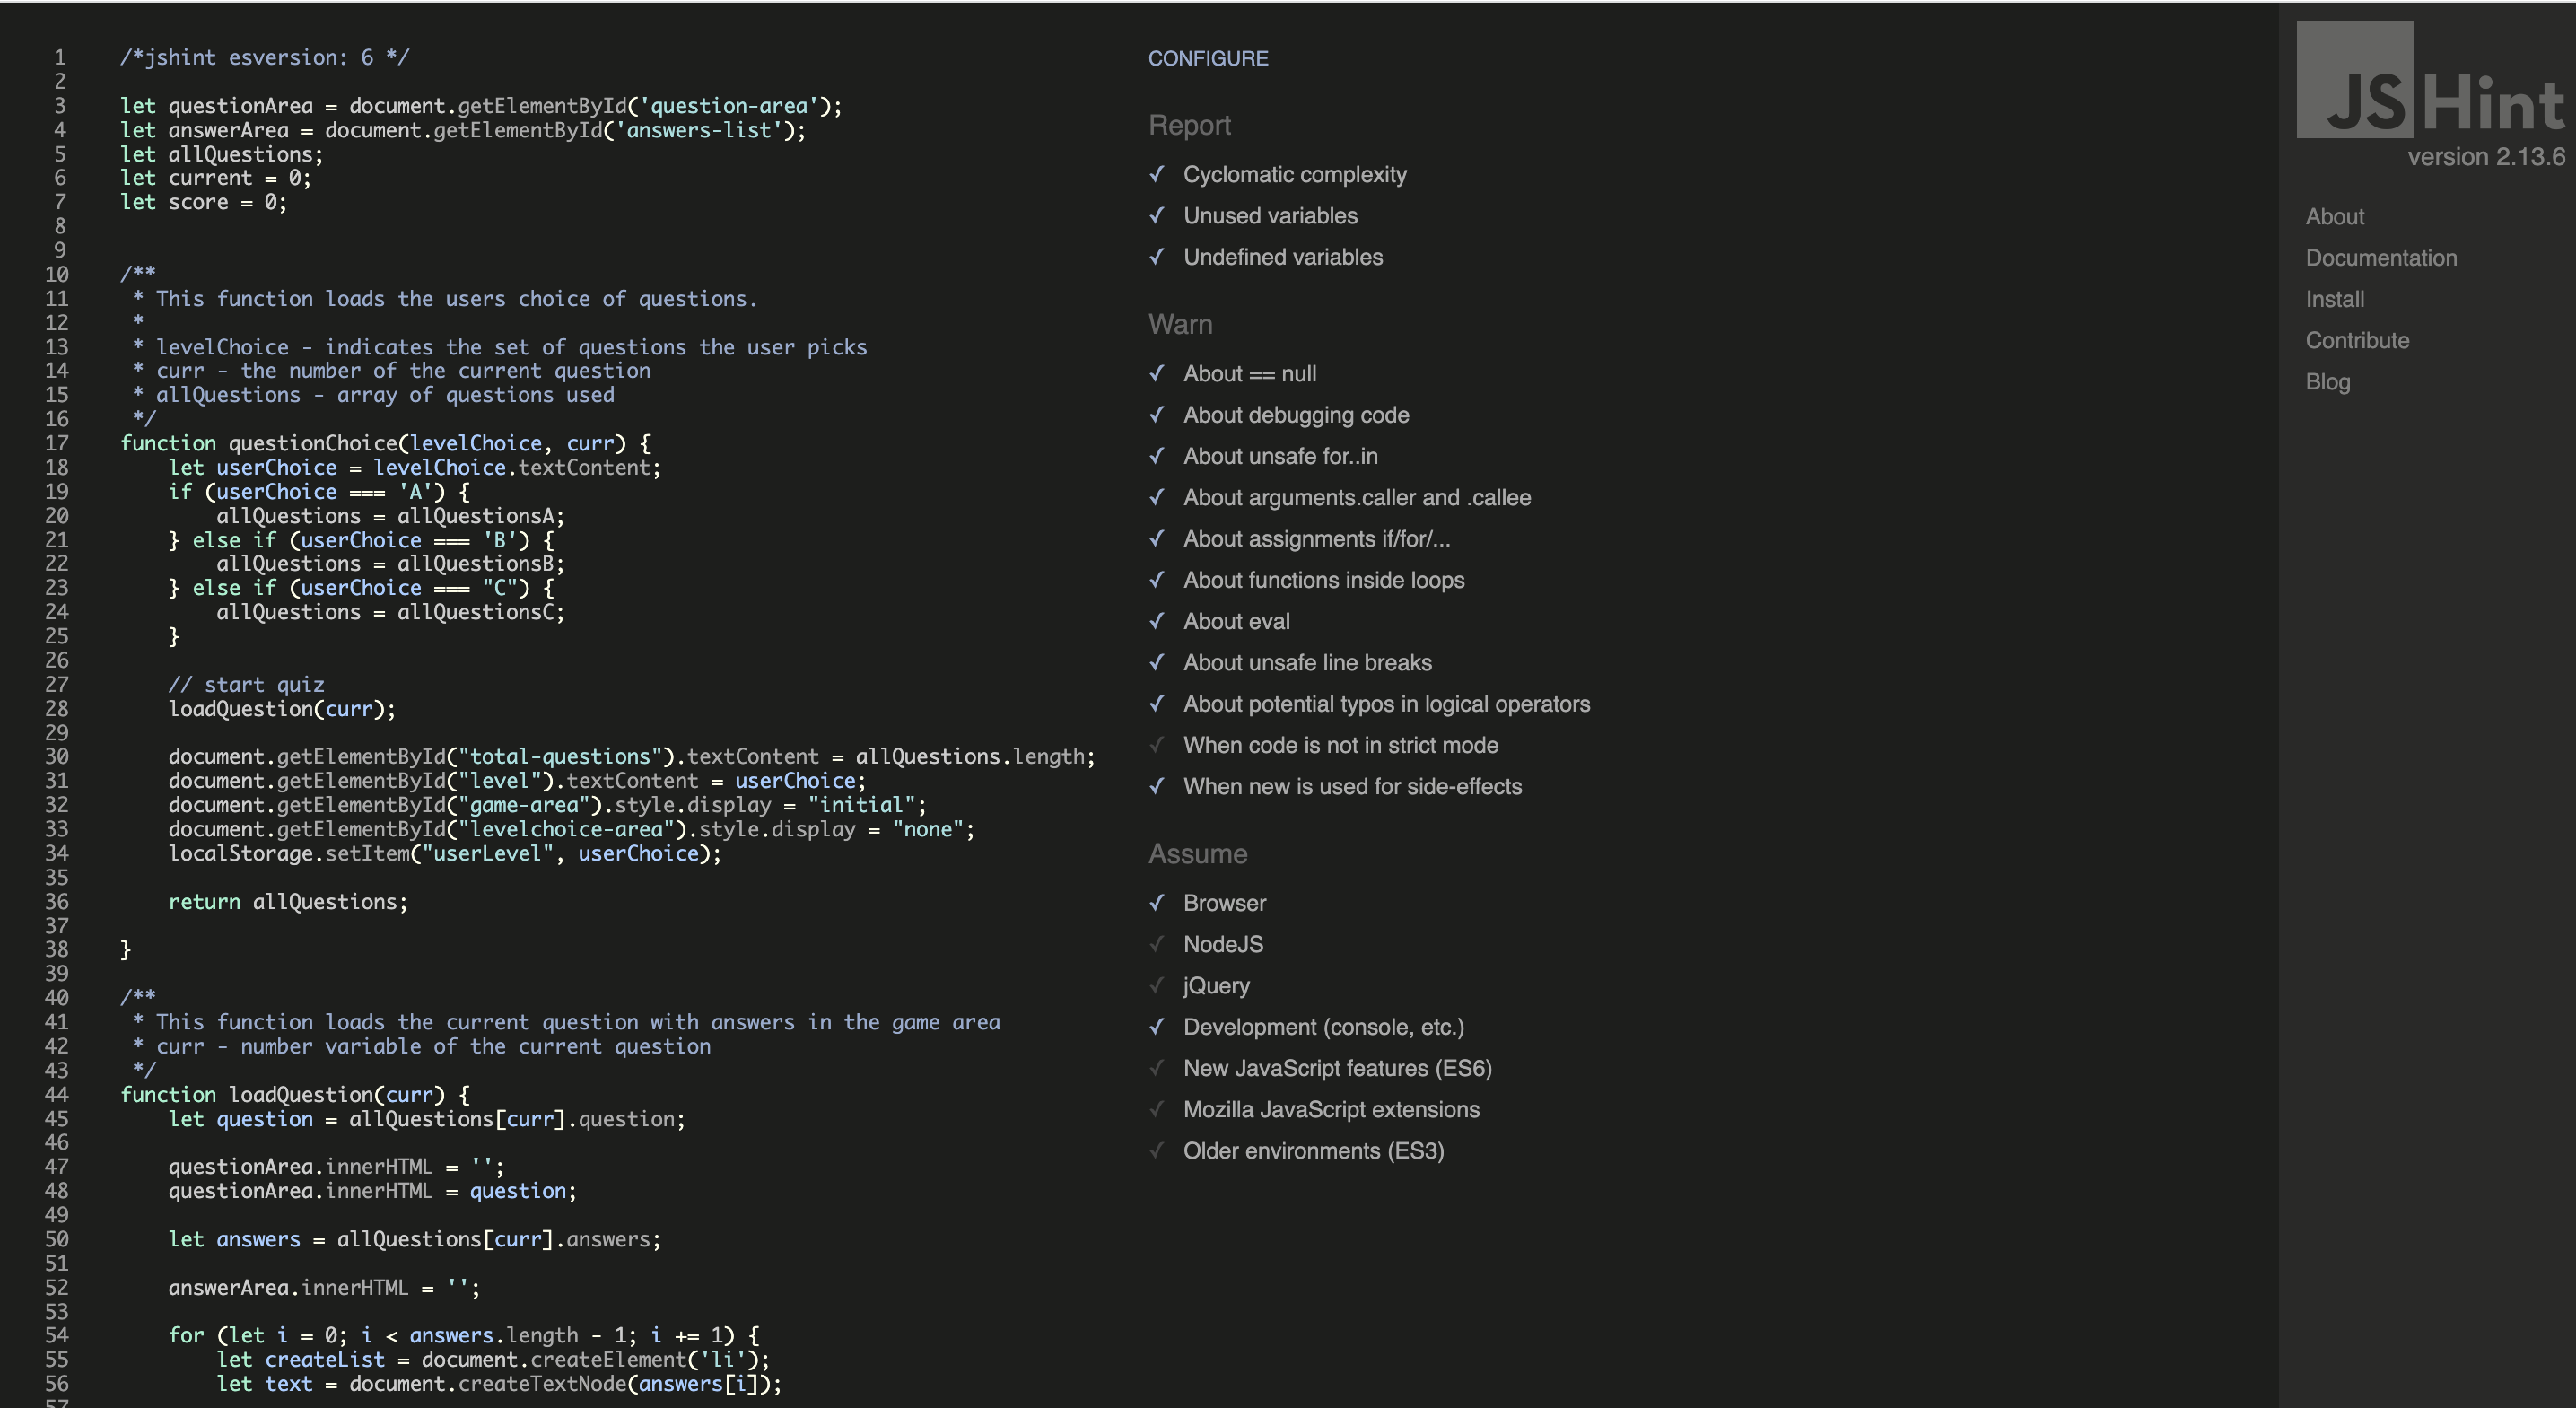 1 /*jshint esversion: 6 */
2
3 let questionArea = document.getElementById('question-area');
4 let answerArea = document.getElementById('answers-list');
5 let allQuestions;
6 let current = 0;
7 let score = 0;
8
9
10 /**
11  * This function loads the users choice of questions.
12  *
13  * levelChoice - indicates the set of questions the user picks
14  * curr - the number of the current question
15  * allQuestions - array of questions used
16  */
17 function questionChoice(levelChoice, curr) {
18     let userChoice = levelChoice.textContent;
19     if (userChoice === 'A') {
20         allQuestions = allQuestionsA;
21     } else if (userChoice === 'B') {
22         allQuestions = allQuestionsB;
23     } else if (userChoice === "C") {
24         allQuestions = allQuestionsC;
25     }
26
27     // start quiz
28     loadQuestion(curr);
29
30     document.getElementById("total-questions").textContent = allQuestions.length;
31     document.getElementById("level").textContent = userChoice;
32     document.getElementById("game-area").style.display = "initial";
33     document.getElementById("levelchoice-area").style.display = "none";
34     localStorage.setItem("userLevel", userChoice);
35
36     return allQuestions;
37
38 }
39
40 /**
41  * This function loads the current question with answers in the game area
42  * curr - number variable of the current question
43  */
44 function loadQuestion(curr) {
45     let question = allQuestions[curr].question;
46
47     questionArea.innerHTML = '';
48     questionArea.innerHTML = question;
49
50     let answers = allQuestions[curr].answers;
51
52     answerArea.innerHTML = '';
53
54     for (let i = 0; i < answers.length - 1; i += 1) {
55         let createList = document.createElement('li');
56         let text = document.createTextNode(answers[i]);
57
CONFIGURE
Report
✓ Cyclomatic complexity
✓ Unused variables
✓ Undefined variables
Warn
✓ About == null
✓ About debugging code
✓ About unsafe for..in
✓ About arguments.caller and .callee
✓ About assignments if/for/...
✓ About functions inside loops
✓ About eval
✓ About unsafe line breaks
✓ About potential typos in logical operators
✓ When code is not in strict mode
✓ When new is used for side-effects
Assume
✓ Browser
✓ NodeJS
✓ jQuery
✓ Development (console, etc.)
✓ New JavaScript features (ES6)
✓ Mozilla JavaScript extensions
✓ Older environments (ES3)
JSHint
version 2.13.6
About
Documentation
Install
Contribute
Blog